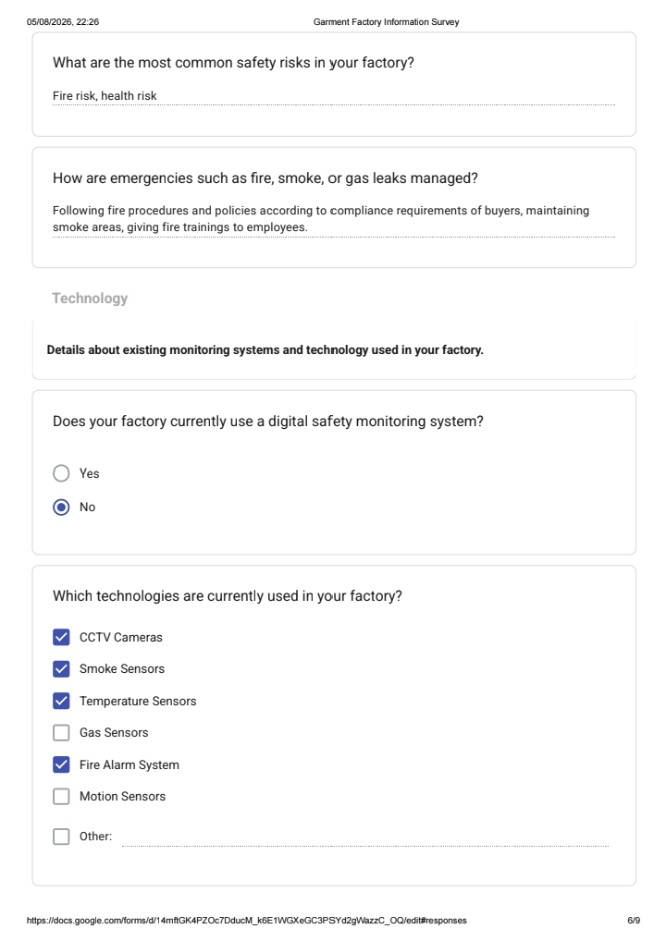 05/08/2026, 22:26
Garment Factory Information Survey
What are the most common safety risks in your factory?
Fire risk, health risk
How are emergencies such as fire, smoke, or gas leaks managed?
Following fire procedures and policies according to compliance requirements of buyers, maintaining
smoke areas, giving fire trainings to employees.
Technology
Details about existing monitoring systems and technology used in your factory.
Does your factory currently use a digital safety monitoring system?
Yes
No
Which technologies are currently used in your factory?
CCTV Cameras
Smoke Sensors
Temperature Sensors
Gas Sensors
Fire Alarm System
Motion Sensors
Other:
https://docs.google.com/forms/d/14mftGK4PZOc7DducM_k6E1WGXeGC3PSYd2gWazzC_OQ/edit#responses
6/9